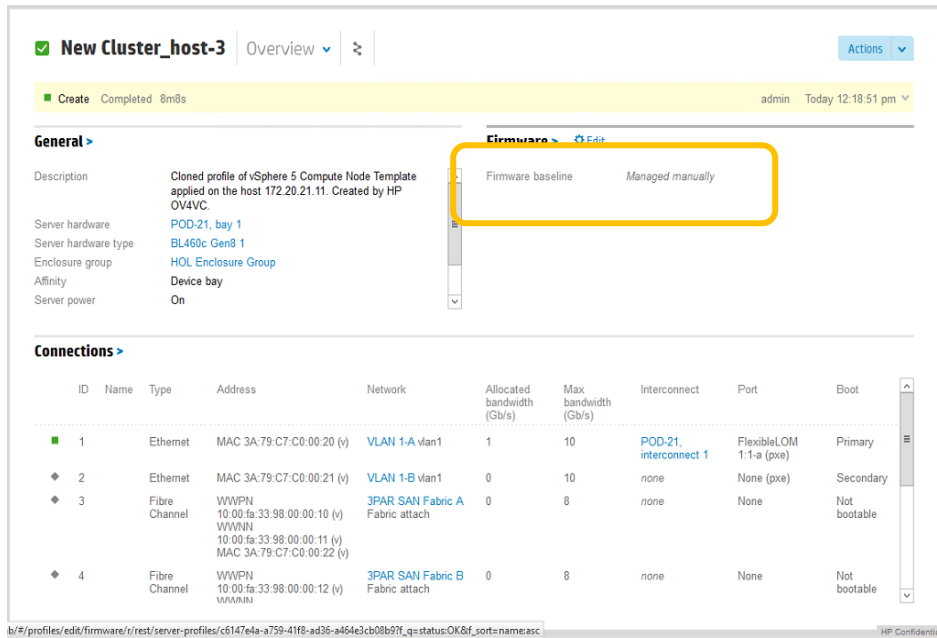 New Cluster_host-3 Overview
Actions
Create Completed 8m8s admin Today 12:18:51 pm
General >
Firmware > Edit
Description Cloned profile of vSphere 5 Compute Node Template
applied on the host 172.20.21.11. Created by HP
OV4VC.
Firmware baseline Managed manually
Server hardware POD-21, bay 1
Server hardware type BL460c Gen8 1
Enclosure group HOL Enclosure Group
Affinity Device bay
Server power On
Connections >
ID Name Type Address Network Allocated bandwidth (Gb/s) Max bandwidth (Gb/s) Interconnect Port Boot
1 Ethernet MAC 3A:79:C7:C0:00:20 (v) VLAN 1-A vlan1 1 10 POD-21, interconnect 1 FlexibleLOM 1:1-a (pxe) Primary
2 Ethernet MAC 3A:79:C7:C0:00:21 (v) VLAN 1-B vlan1 0 10 none None (pxe) Secondary
3 Fibre Channel WWPN 10:00:fa:33:98:00:00:10 (v) WWNN 10:00:fa:33:98:00:00:11 (v) MAC 3A:79:C7:C0:00:22 (v) 3PAR SAN Fabric A Fabric attach 0 8 none None Not bootable
4 Fibre Channel WWPN 10:00:fa:33:98:00:00:12 (v) WWNN 3PAR SAN Fabric B Fabric attach 0 8 none None Not bootable
b/#/profiles/edit/firmware/r/rest/server-profiles/c6147e4a-a759-41f8-ad36-a464e3cb08b9?f_q=status:OK&f_sort=name:asc
HP Confidenti